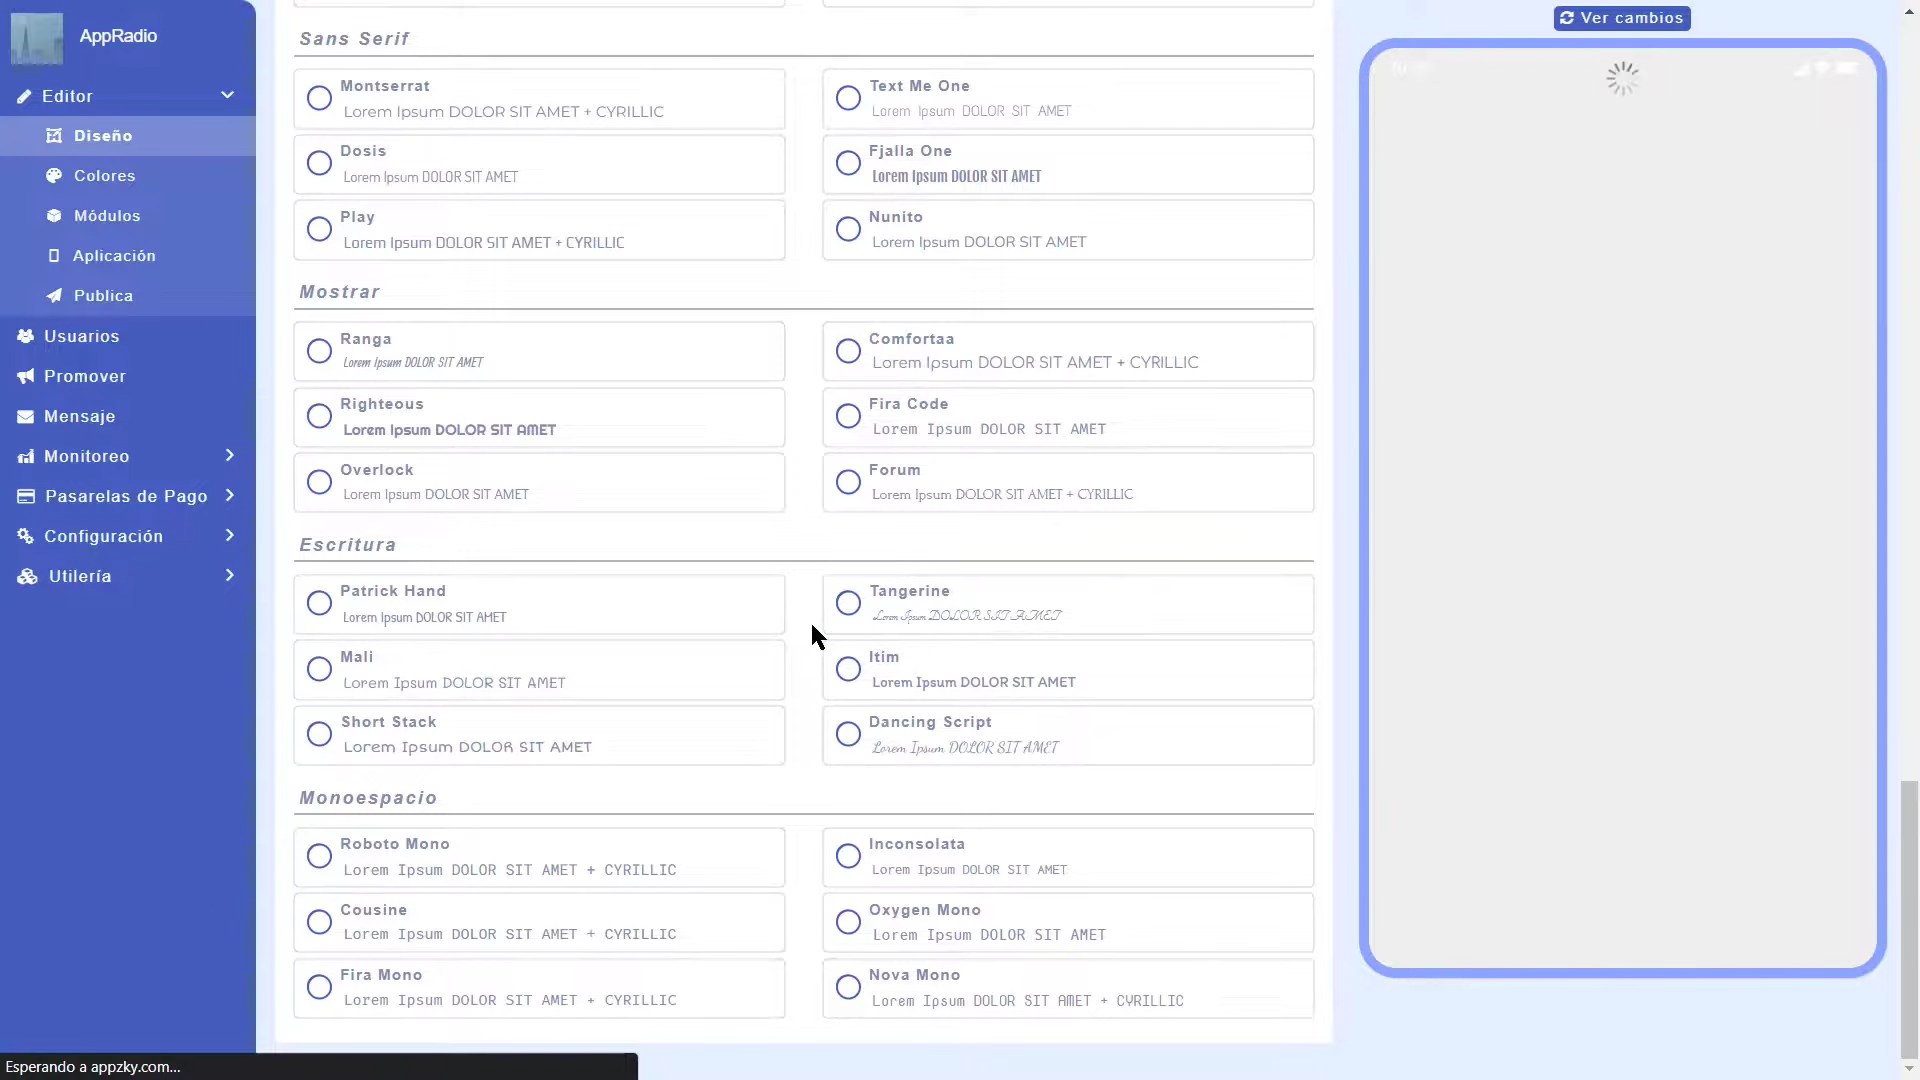 AppRadio
Editor
Diseño
Colores
Módulos
Aplicación
Publica
Usuarios
Promover
Mensaje
Monitoreo
Pasarelas de Pago
Configuración
Utilería
Sans Serif
Montserrat
Lorem Ipsum DOLOR SIT AMET + CYRILLIC
Text Me One
Lorem Ipsum DOLOR SIT AMET
Dosis
Lorem Ipsum DOLOR SIT AMET
Fjalla One
Lorem Ipsum DOLOR SIT AMET
Play
Lorem Ipsum DOLOR SIT AMET + CYRILLIC
Nunito
Lorem Ipsum DOLOR SIT AMET
Mostrar
Ranga
Lorem Ipsum DOLOR SIT AMET
Comfortaa
Lorem Ipsum DOLOR SIT AMET + CYRILLIC
Righteous
Lorem Ipsum DOLOR SIT AMET
Fira Code
Lorem Ipsum DOLOR SIT AMET
Overlock
Lorem Ipsum DOLOR SIT AMET
Forum
Lorem Ipsum DOLOR SIT AMET + CYRILLIC
Escritura
Patrick Hand
Lorem Ipsum DOLOR SIT AMET
Tangerine
Lorem Ipsum DOLOR SIT AMET
Mali
Lorem Ipsum DOLOR SIT AMET
Itim
Lorem Ipsum DOLOR SIT AMET
Short Stack
Lorem Ipsum DOLOR SIT AMET
Dancing Script
Lorem Ipsum DOLOR SIT AMET
Monoespacio
Roboto Mono
Lorem Ipsum DOLOR SIT AMET + CYRILLIC
Inconsolata
Lorem Ipsum DOLOR SIT AMET
Cousine
Lorem Ipsum DOLOR SIT AMET + CYRILLIC
Oxygen Mono
Lorem Ipsum DOLOR SIT AMET
Fira Mono
Lorem Ipsum DOLOR SIT AMET + CYRILLIC
Nova Mono
Lorem Ipsum DOLOR SIT AMET + CYRILLIC
Ver cambios
Esperando a appzky.com...